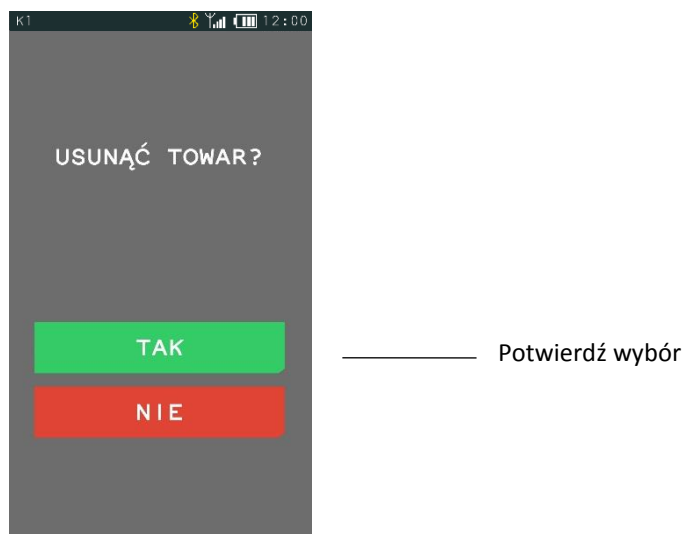 K1 12:00
USUNĄĆ TOWAR?
TAK
Potwierdź wybór
NIE